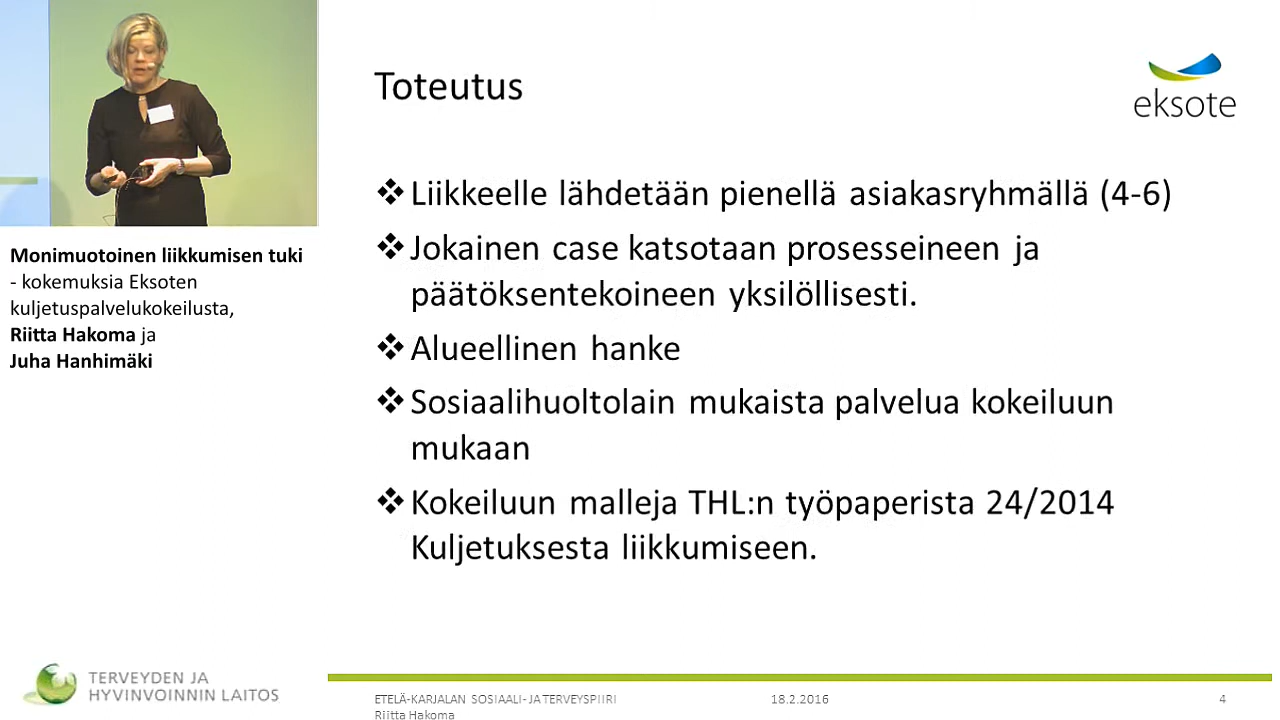 Toteutus
eksote
❖ Liikkeelle lähdetään pienellä asiakasryhmällä (4-6)
❖ Jokainen case katsotaan prosesseineen ja
päätöksentekoineen yksilöllisesti.
❖ Alueellinen hanke
❖ Sosiaalihuoltolain mukaista palvelua kokeiluun
mukaan
❖ Kokeiluun malleja THL:n työpaperista 24/2014
Kuljetuksesta liikkumiseen.
Monimuotoinen liikkumisen tuki
- kokemuksia Eksoten
kuljetuspalvelukokeilusta,
Riitta Hakoma ja
Juha Hanhimäki
TERVEYDEN JA
HYVINVOINNIN LAITOS
ETELÄ-KARJALAN SOSIAALI- JA TERVEYSPIIRI
Riitta Hakoma
18.2.2016
4